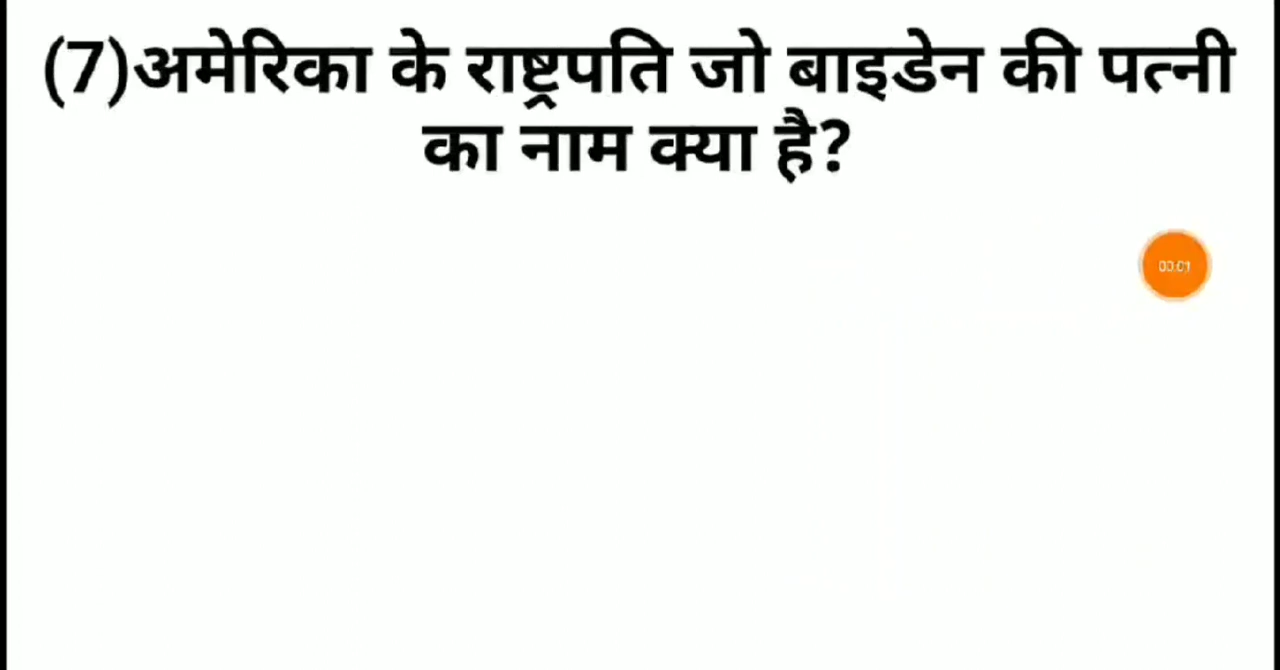 (7)अमेरिका के राष्ट्रपति जो बाइडेन की पत्नी
का नाम क्या है?
00:01